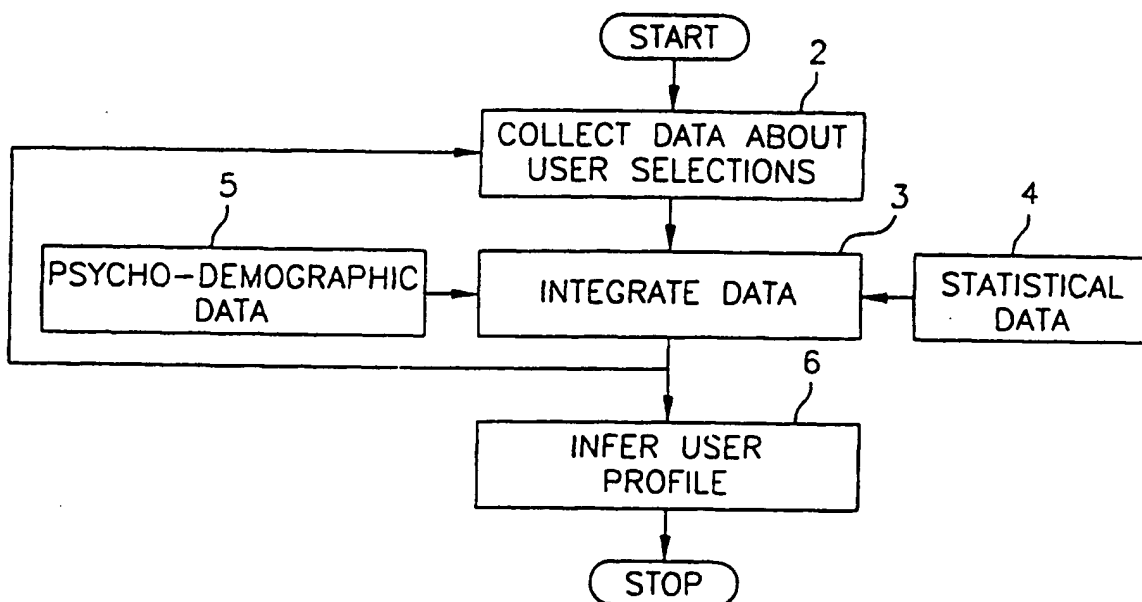 START
2
COLLECT DATA ABOUT
USER SELECTIONS
5
3
4
PSYCHO-DEMOGRAPHIC
DATA
INTEGRATE DATA
STATISTICAL
DATA
6
INFER USER
PROFILE
STOP